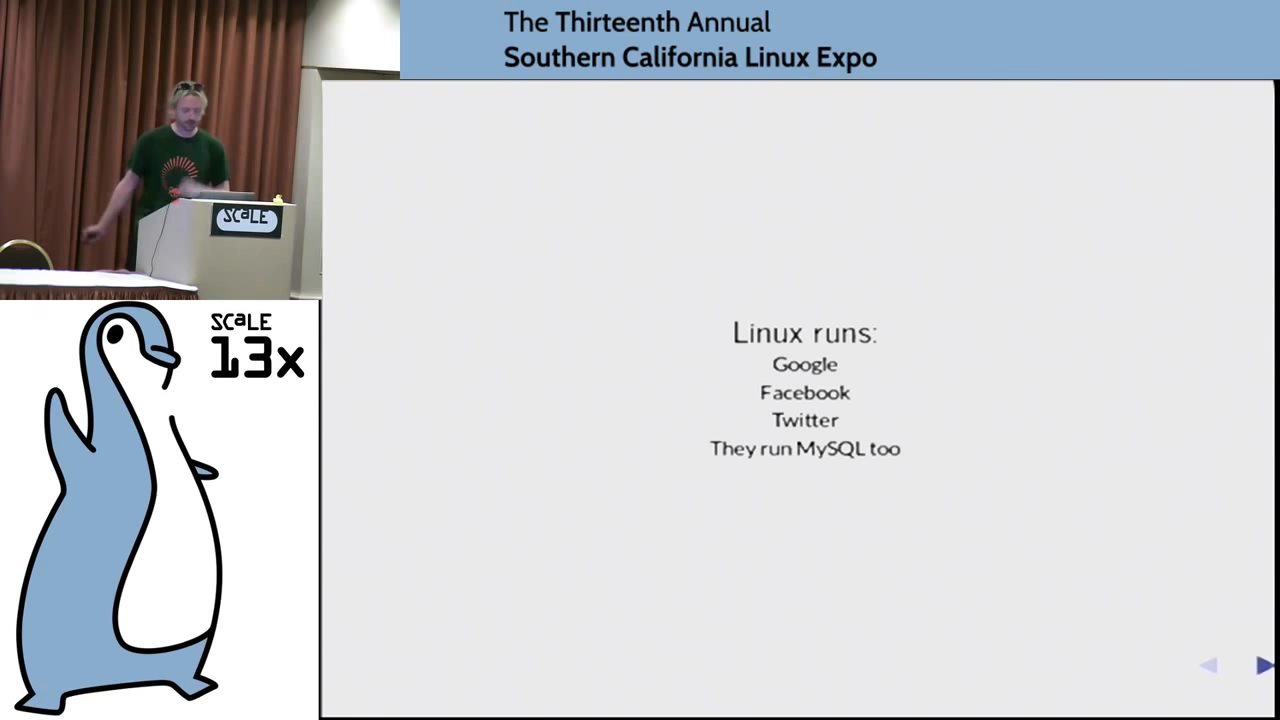 The Thirteenth Annual
Southern California Linux Expo
SCaLE
SCaLE
13x
Linux runs:
Google
Facebook
Twitter
They run MySQL too